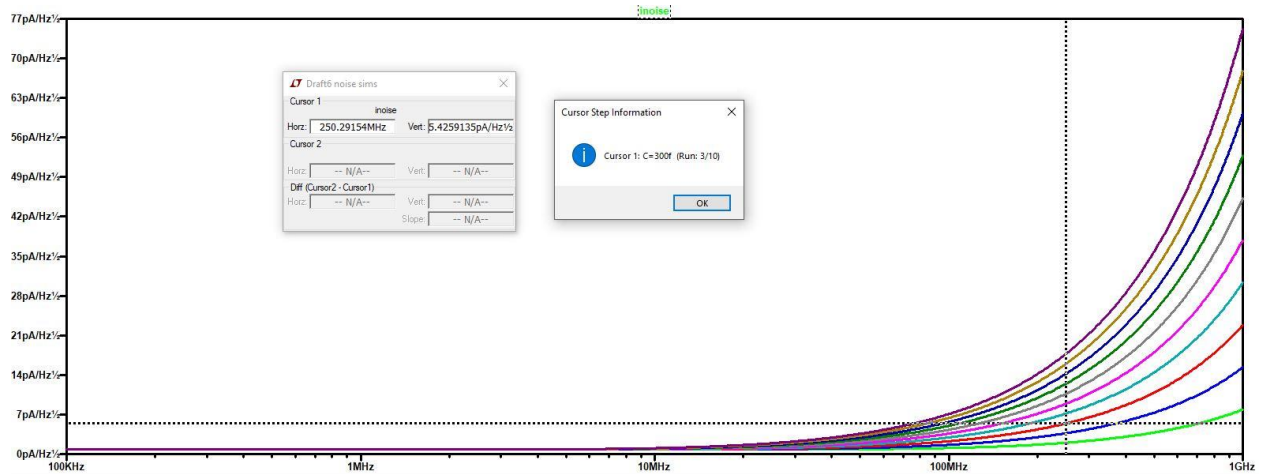 inoise
77pA/Hz½
70pA/Hz½
63pA/Hz½
56pA/Hz½
49pA/Hz½
42pA/Hz½
35pA/Hz½
28pA/Hz½
21pA/Hz½
14pA/Hz½
7pA/Hz½
0pA/Hz½
100KHz
1MHz
10MHz
100MHz
1GHz
Draft6 noise sims
Cursor 1
inoise
Horz: 250.29154MHz Vert: 5.4259135pA/Hz½
Cursor 2
Horz: -- N/A-- Vert: -- N/A--
Diff (Cursor2 - Cursor1)
Horz: -- N/A-- Vert: -- N/A--
Slope: -- N/A--
Cursor Step Information
Cursor 1: C=300f (Run: 3/10)
OK